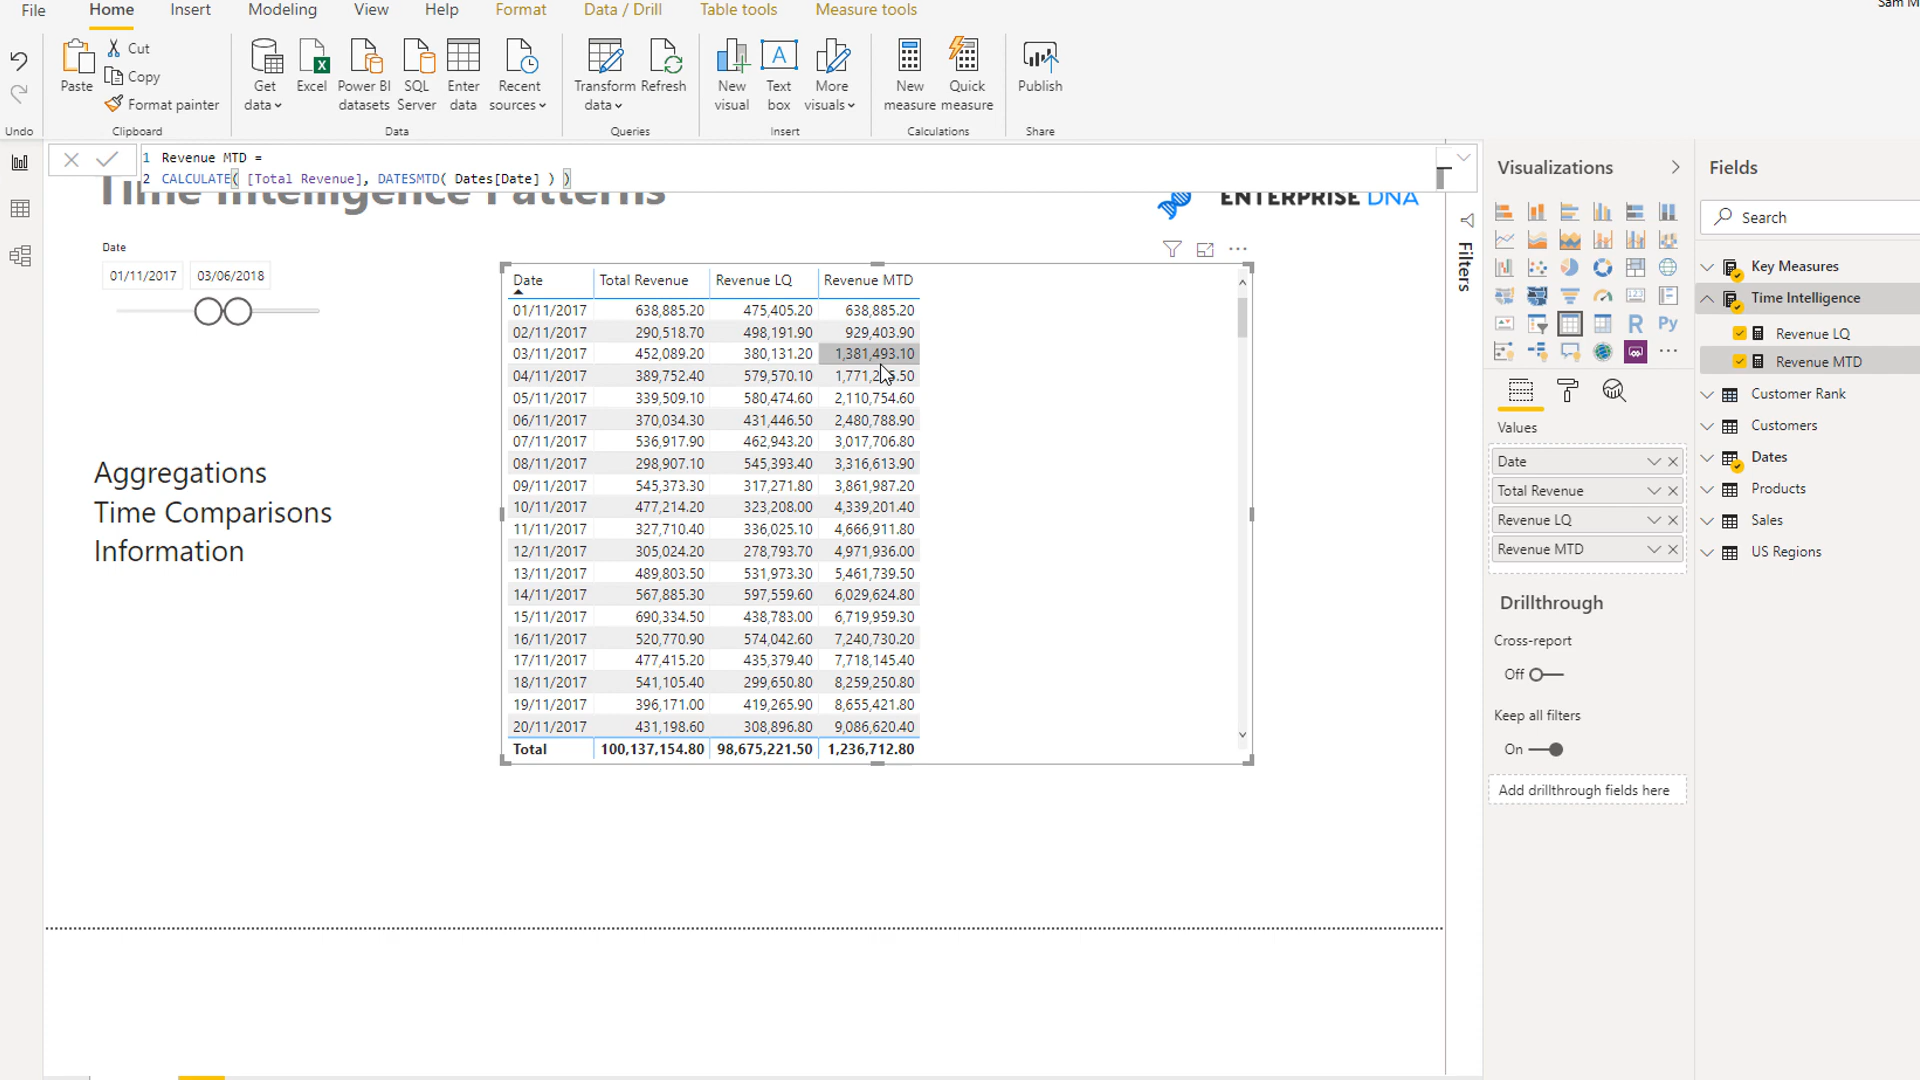 File Home Insert Modeling View Help Format Data / Drill Table tools Measure tools
Sam M
Paste Cut Copy Format painter
Get data Excel Power BI datasets SQL Server Enter data Recent sources
Transform data Refresh
New visual Text box More visuals
New measure Quick measure
Publish
Undo Clipboard Data Queries Insert Calculations Share
1 Revenue MTD =
2 CALCULATE( [Total Revenue], DATESMTD( Dates[Date] ) )
Time Intelligence Patterns
ENTERPRISE DNA
Date
01/11/2017 03/06/2018
Aggregations
Time Comparisons
Information
Date Total Revenue Revenue LQ Revenue MTD
01/11/2017 638,885.20 475,405.20 638,885.20
02/11/2017 290,518.70 498,191.90 929,403.90
03/11/2017 452,089.20 380,131.20 1,381,493.10
04/11/2017 389,752.40 579,570.10
05/11/2017 339,509.10 580,474.60 2,110,754.60
06/11/2017 370,034.30 431,446.50 2,480,788.90
07/11/2017 536,917.90 462,943.20 3,017,706.80
08/11/2017 298,907.10 545,393.40 3,316,613.90
09/11/2017 545,373.30 317,271.80 3,861,987.20
10/11/2017 477,214.20 323,208.00 4,339,201.40
11/11/2017 327,710.40 336,025.10 4,666,911.80
12/11/2017 305,024.20 278,793.70 4,971,936.00
13/11/2017 489,803.50 531,973.30 5,461,739.50
14/11/2017 567,885.30 597,559.60 6,029,624.80
15/11/2017 690,334.50 438,783.00 6,719,959.30
16/11/2017 520,770.90 574,042.60 7,240,730.20
17/11/2017 477,415.20 435,379.40 7,718,145.40
18/11/2017 541,105.40 299,650.80 8,259,250.80
19/11/2017 396,171.00 419,265.90 8,655,421.80
20/11/2017 431,198.60 308,896.80 9,086,620.40
Total 100,137,154.80 98,675,221.50 1,236,712.80
Filters
Visualizations
R Py
Values
Date
Total Revenue
Revenue LQ
Revenue MTD
Drillthrough
Cross-report
Off
Keep all filters
On
Add drillthrough fields here
Fields
Search
Key Measures
Time Intelligence
Revenue LQ
Revenue MTD
Customer Rank
Customers
Dates
Products
Sales
US Regions